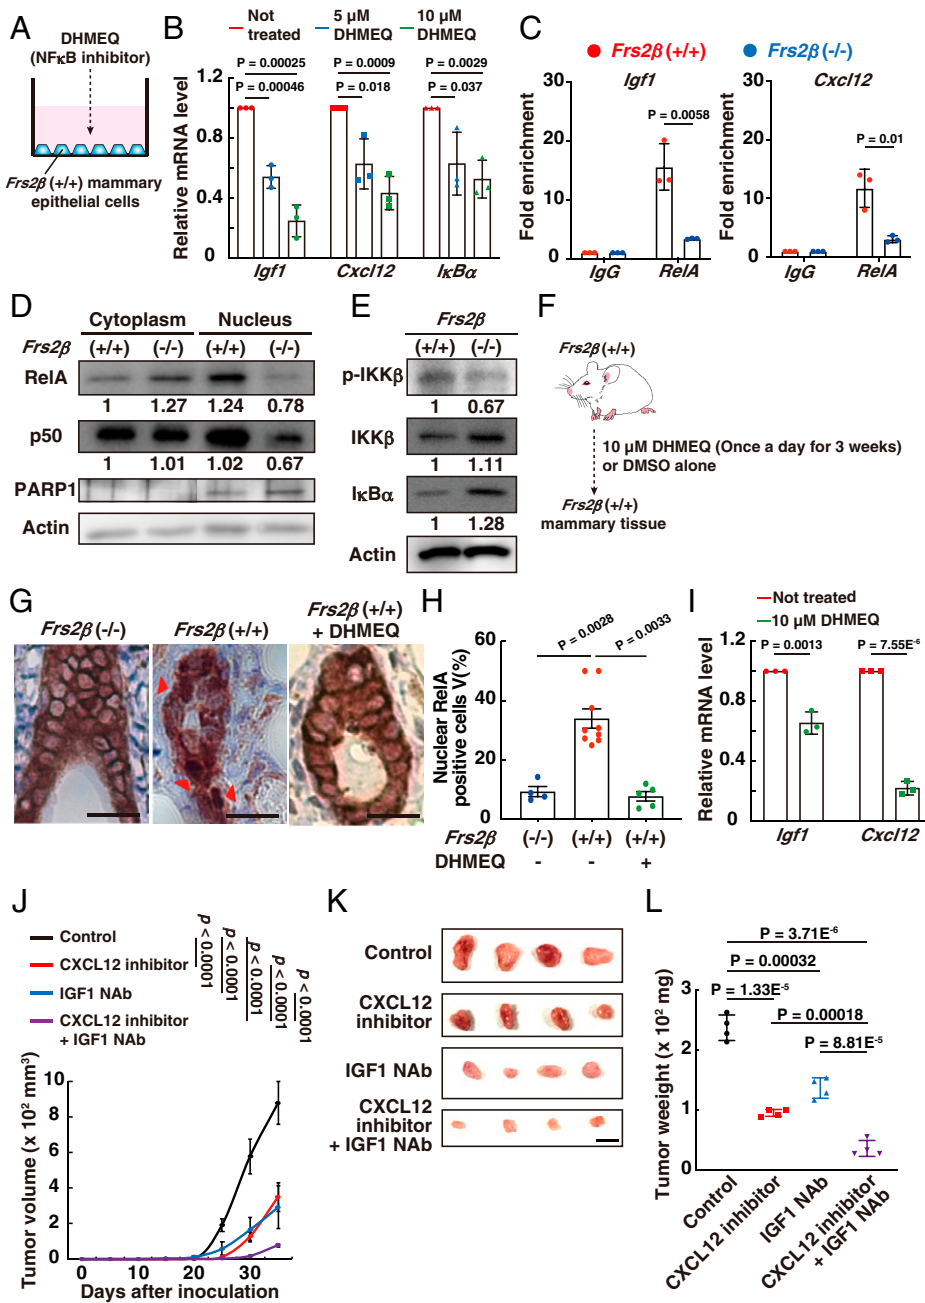 A
DHMEQ
(NFκB inhibitor)
Frs2β (+/+) mammary
epithelial cells
B
Not treated
5 μM DHMEQ
10 μM DHMEQ
P = 0.00025
P = 0.00046
P = 0.0009
P = 0.018
P = 0.0029
P = 0.037
Relative mRNA level
1.2
0.8
0.4
0
Igf1
Cxcl12
IκBα
C
Frs2β (+/+)
Frs2β (-/-)
Igf1
Fold enrichment
30
20
10
0
P = 0.0058
IgG
RelA
Cxcl12
Fold enrichment
30
20
10
0
P = 0.01
IgG
RelA
D
Cytoplasm
Nucleus
Frs2β
(+/+)
(-/-)
(+/+)
(-/-)
RelA
1
1.27
1.24
0.78
p50
1
1.01
1.02
0.67
PARP1
Actin
E
Frs2β
(+/+)
(-/-)
p-IKKβ
1
0.67
IKKβ
1
1.11
IκBα
1
1.28
Actin
F
Frs2β (+/+)
10 μM DHMEQ (Once a day for 3 weeks)
or DMSO alone
Frs2β (+/+)
mammary tissue
G
Frs2β (-/-)
Frs2β (+/+)
Frs2β (+/+)
+ DHMEQ
H
Nuclear RelA
positive cells V(%)
60
40
20
0
P = 0.0028
P = 0.0033
Frs2β
(-/-)
(+/+)
(+/+)
DHMEQ
-
-
+
I
Not treated
10 μM DHMEQ
Relative mRNA level
1.2
0.8
0.4
0
P = 0.0013
P = 7.55E-6
Igf1
Cxcl12
J
Control
CXCL12 inhibitor
IGF1 NAb
CXCL12 inhibitor
+ IGF1 NAb
p < 0.0001
p < 0.0001
p < 0.0001
p < 0.0001
p < 0.0001
Tumor volume (x 10² mm³)
10
8
6
4
2
0
0
10
20
30
Days after inoculation
K
Control
CXCL12
inhibitor
IGF1 NAb
CXCL12
inhibitor
+ IGF1 NAb
L
P = 3.71E-6
P = 0.00032
P = 1.33E-5
P = 0.00018
P = 8.81E-5
Tumor weeight (x 10² mg)
3
2
1
0
Control
CXCL12 inhibitor
IGF1 NAb
CXCL12 inhibitor
+ IGF1 NAb